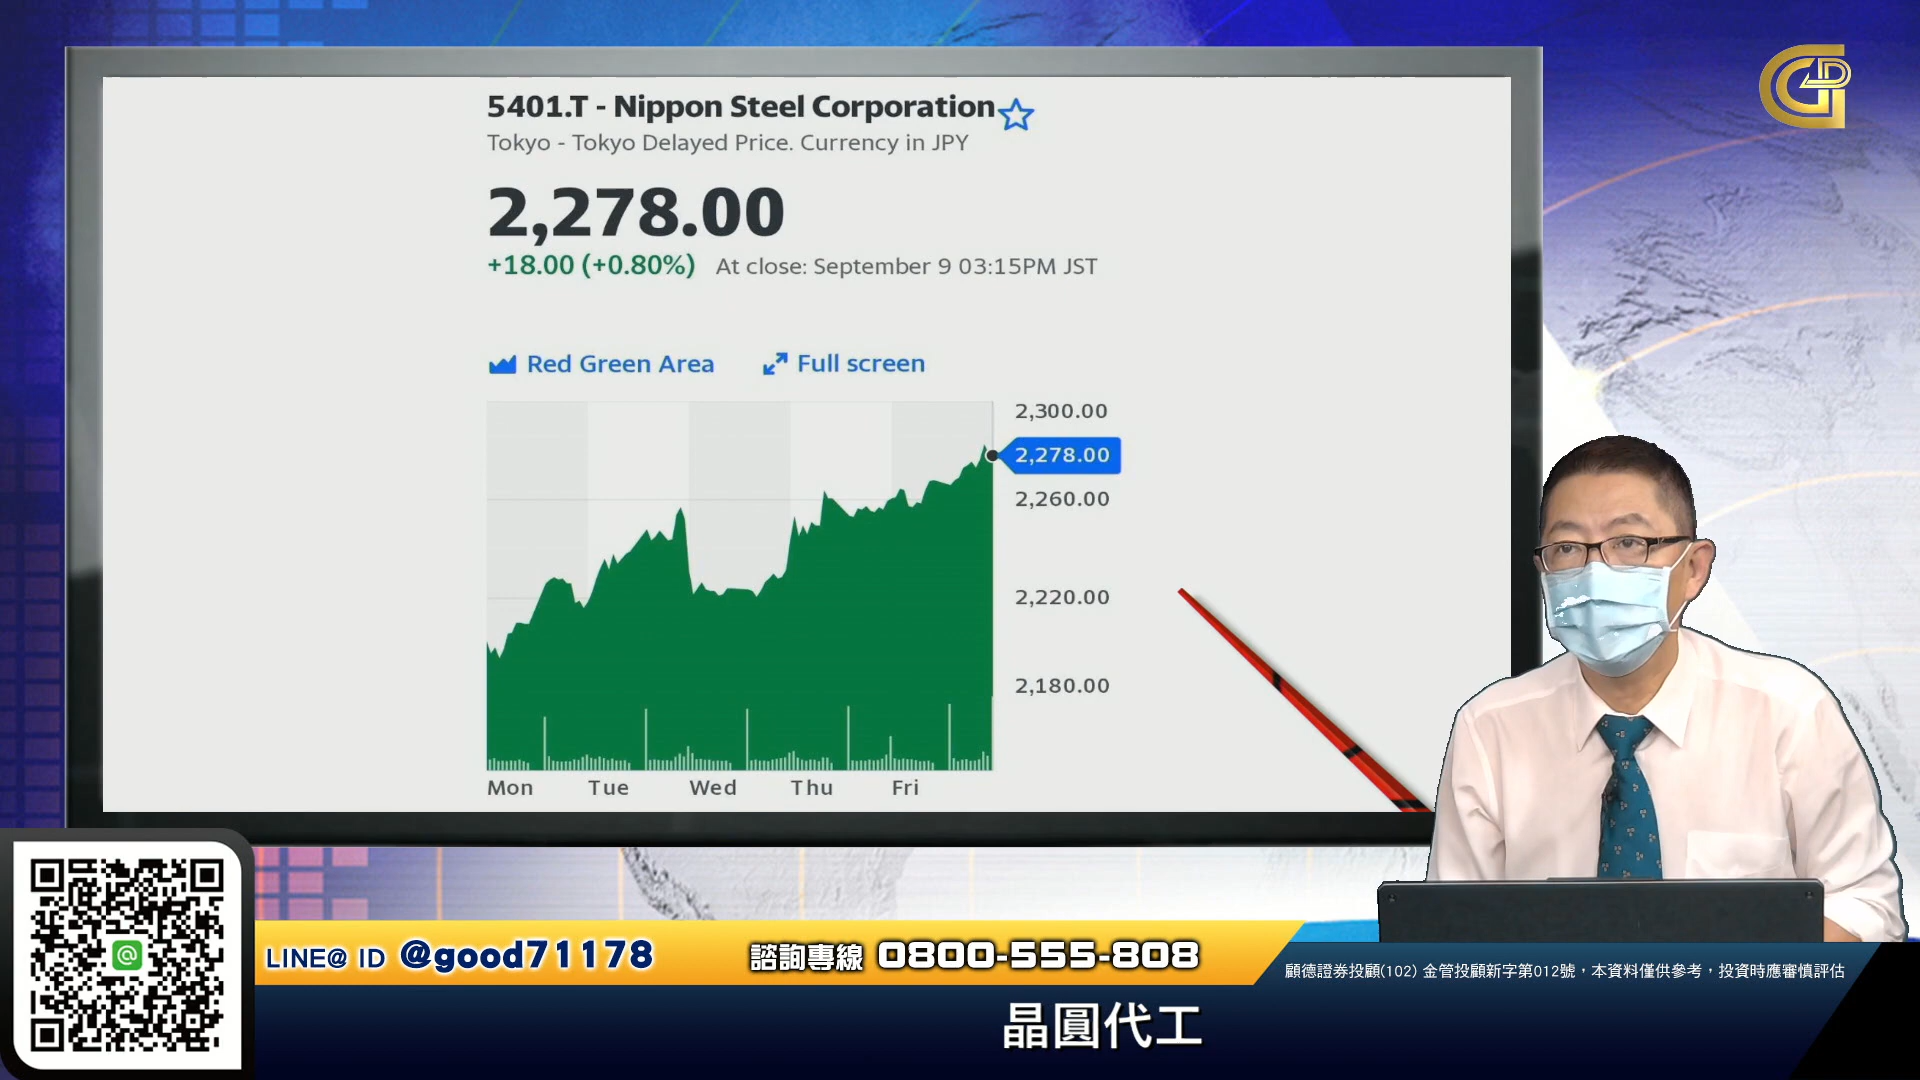 5401.T - Nippon Steel Corporation
Tokyo - Tokyo Delayed Price. Currency in JPY
2,278.00
+18.00 (+0.80%) At close: September 9 03:15PM JST
Red Green Area Full screen
2,300.00
2,278.00
2,260.00
2,220.00
2,180.00
Mon Tue Wed Thu Fri
LINE@ ID @good71178 諮詢專線 0800-555-808
顧德證券投顧(102) 金管投顧新字第012號，本資料僅供參考，投資時應審慎評估
晶圓代工